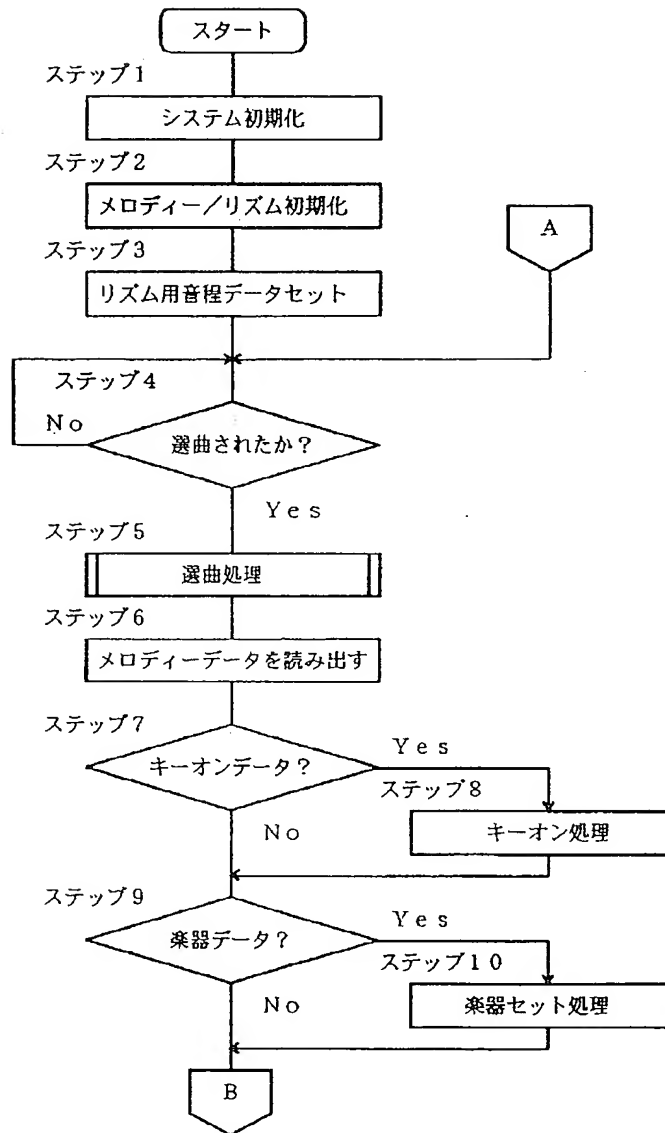 スタート
ステップ1
システム初期化
ステップ2
メロディー／リズム初期化
A
ステップ3
リズム用音程データセット
ステップ4
No
選曲されたか？
Yes
ステップ5
選曲処理
ステップ6
メロディーデータを読み出す
ステップ7
キーオンデータ？
Yes
ステップ8
キーオン処理
No
ステップ9
楽器データ？
Yes
ステップ10
楽器セット処理
No
B